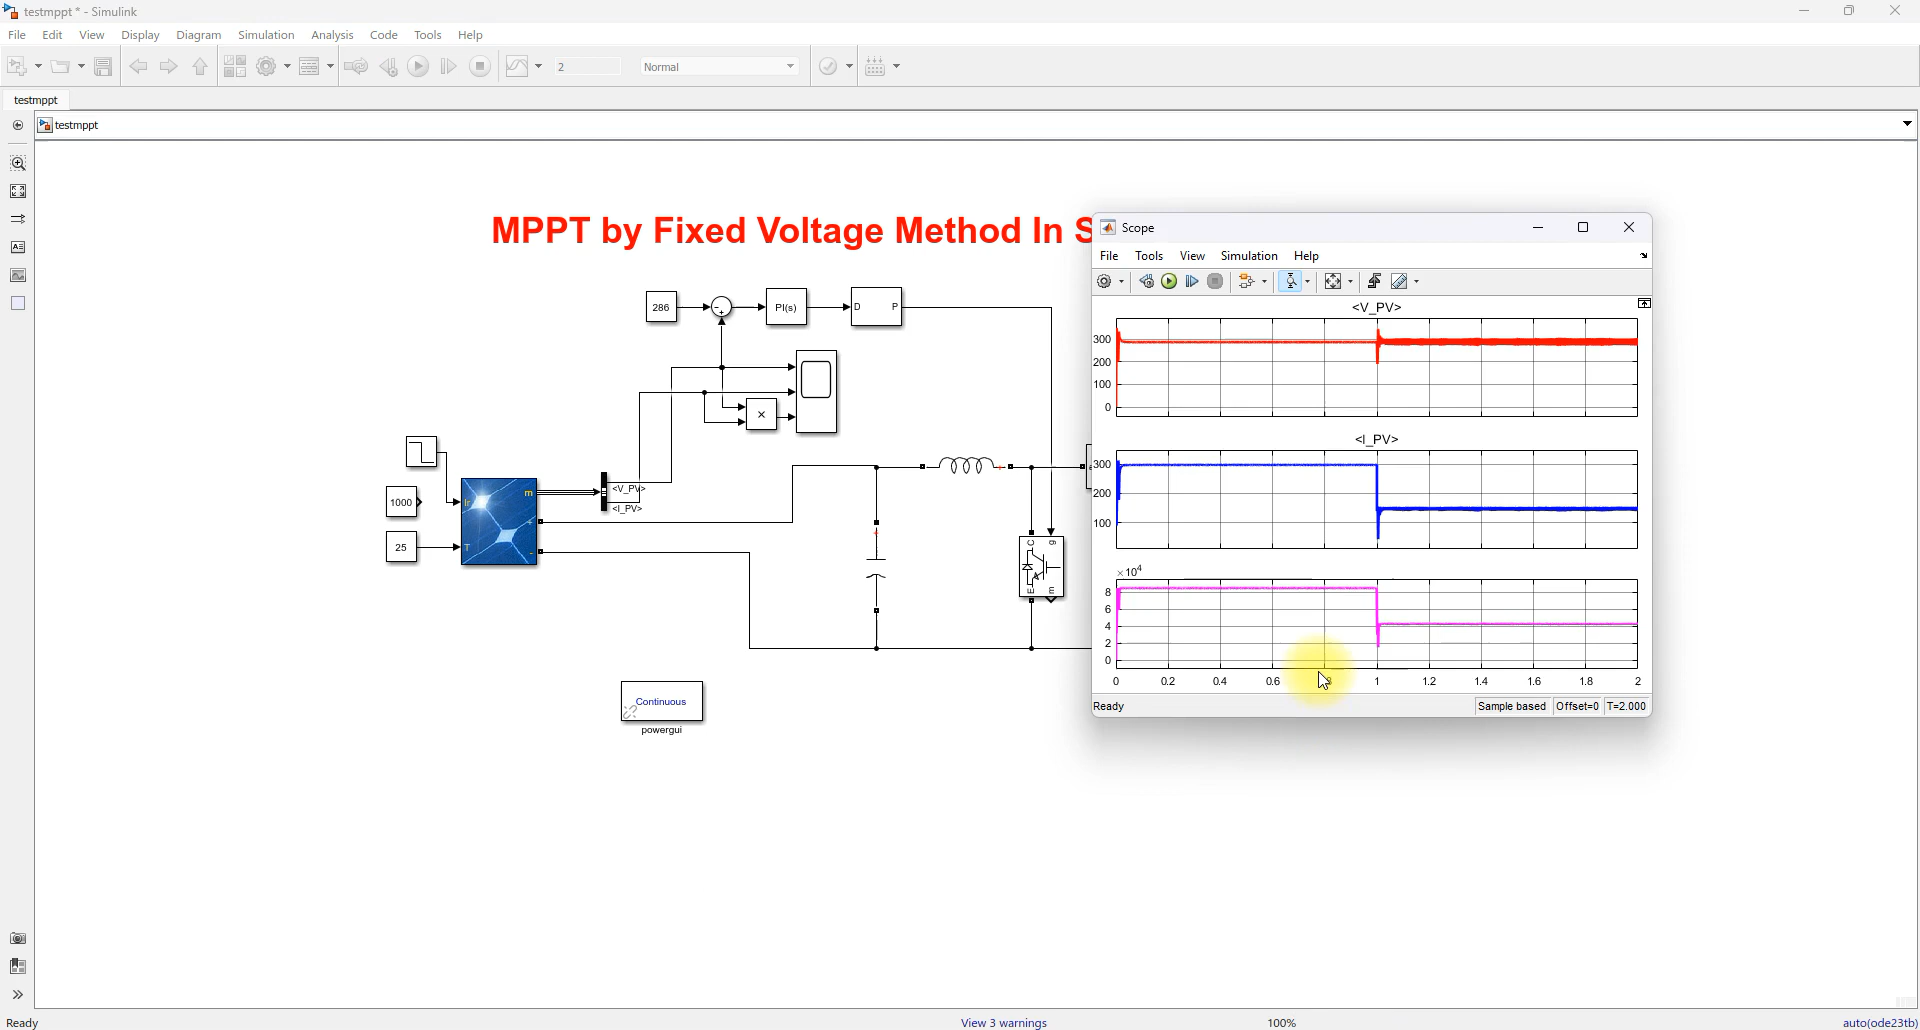 testmppt * - Simulink
File Edit View Display Diagram Simulation Analysis Code Tools Help
2 Normal
testmppt
testmppt
MPPT by Fixed Voltage Method In S
286
- +
PI(s)
D P
×
1000
25
Ir
T
m
+
-
<V_PV>
<I_PV>
+
+
C g
E m
Continuous
powergui
Scope
File Tools View Simulation Help
<V_PV>
300
200
100
0
<I_PV>
300
200
100
×10^4
8
6
4
2
0
0 0.2 0.4 0.6 1 1.2 1.4 1.6 1.8 2
Ready Sample based Offset=0 T=2.000
Ready View 3 warnings 100% auto(ode23tb)